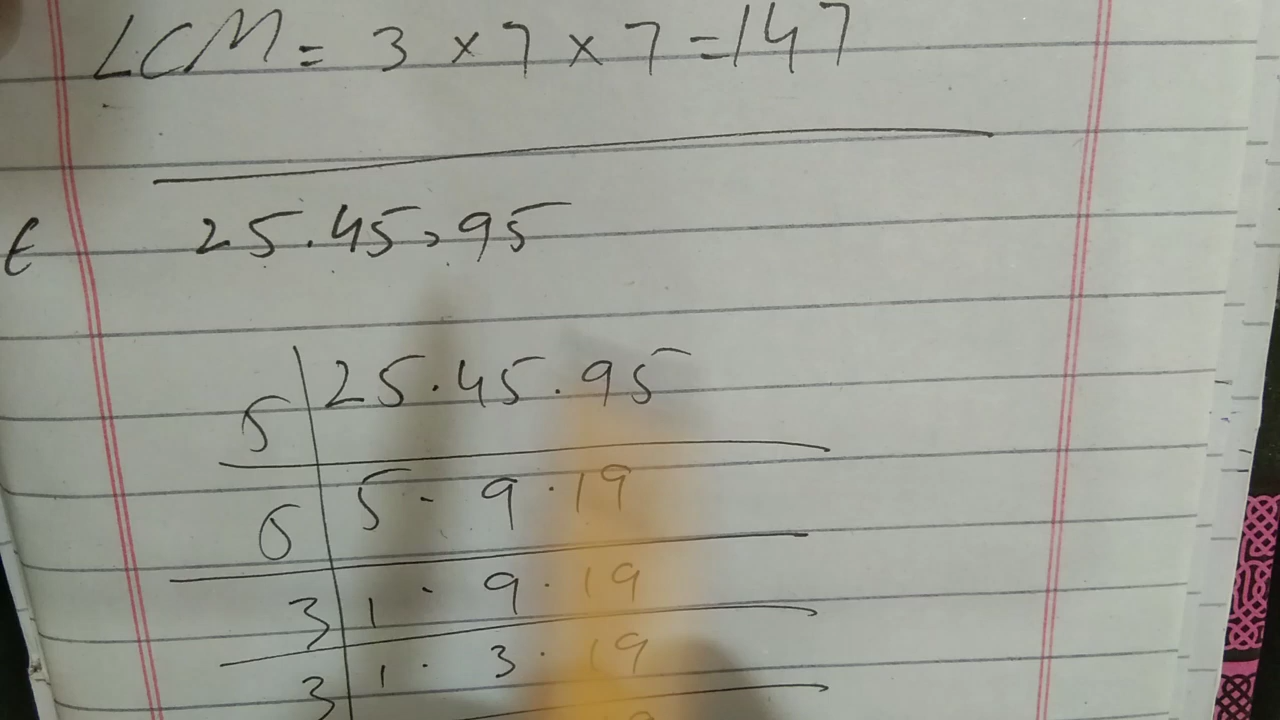 LCM = 3 × 7 × 7 = 147
25.45,95
5 | 25.45.95
5 | 5 - 9.19
3 | 1 . 9.19
3 | 1 . 3.19